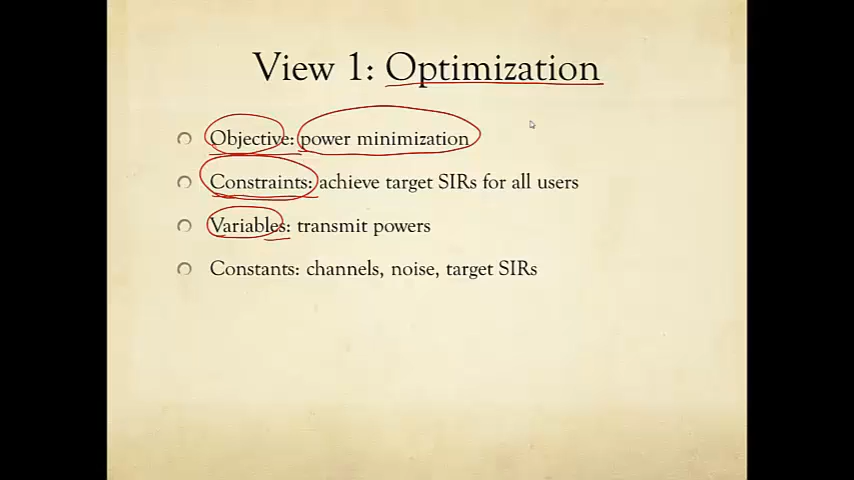 View 1: Optimization
Objective: power minimization
Constraints: achieve target SIRs for all users
Variables: transmit powers
Constants: channels, noise, target SIRs